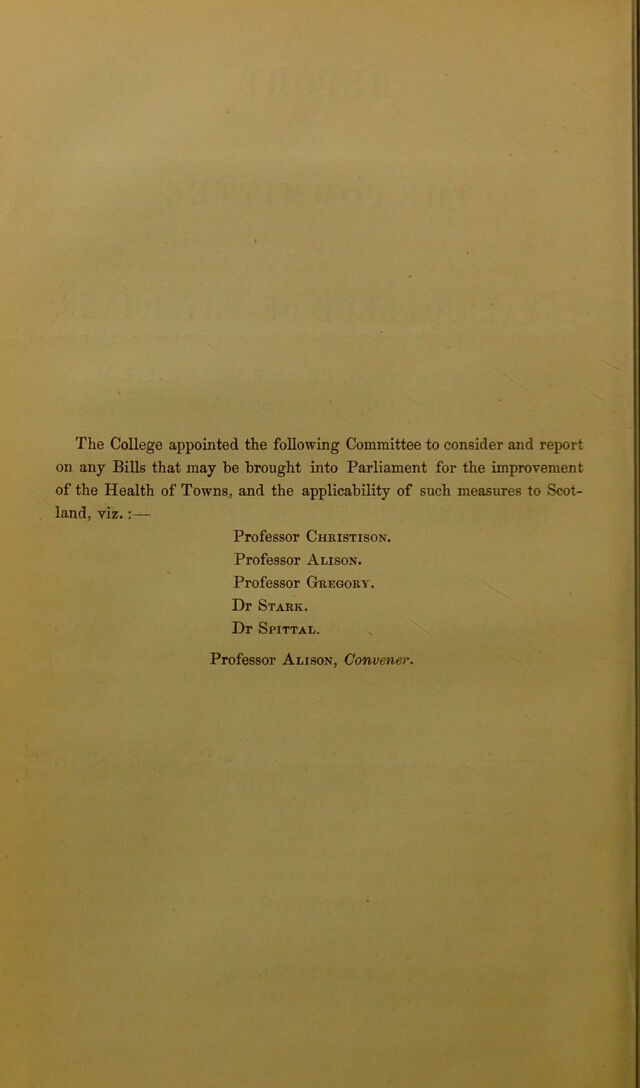 The College appointed the following Committee to consider and report
on any Bills that may be brought into Parliament for the improvement
of the Health of Towns, and the applicability of such measures to Scot-
land, viz. :—
Professor CHRISTISON.
Professor ALISON.
Professor GREGORY.
Dr STARK.
Dr SPITTAL.
Professor ALISON, Convener.